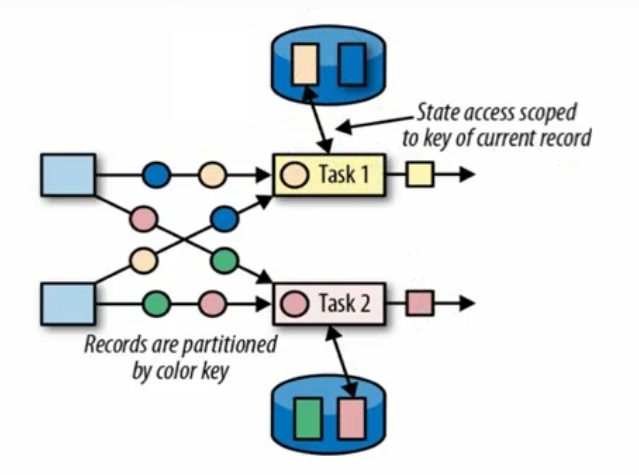 State access scoped
to key of current record
Task 1
Task 2
Records are partitioned
by color key